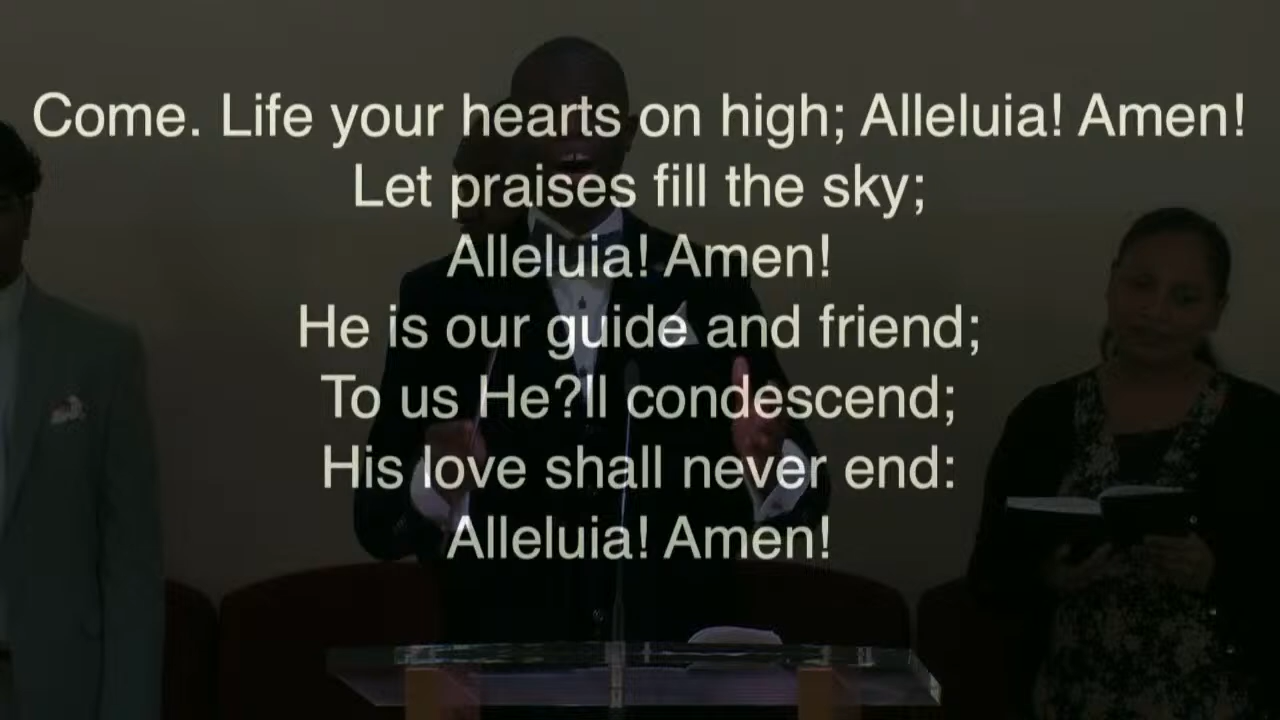 Come. Life your hearts on high; Alleluia! Amen!
Let praises fill the sky;
Alleluia! Amen!
He is our guide and friend;
To us He?ll condescend;
His love shall never end:
Alleluia! Amen!